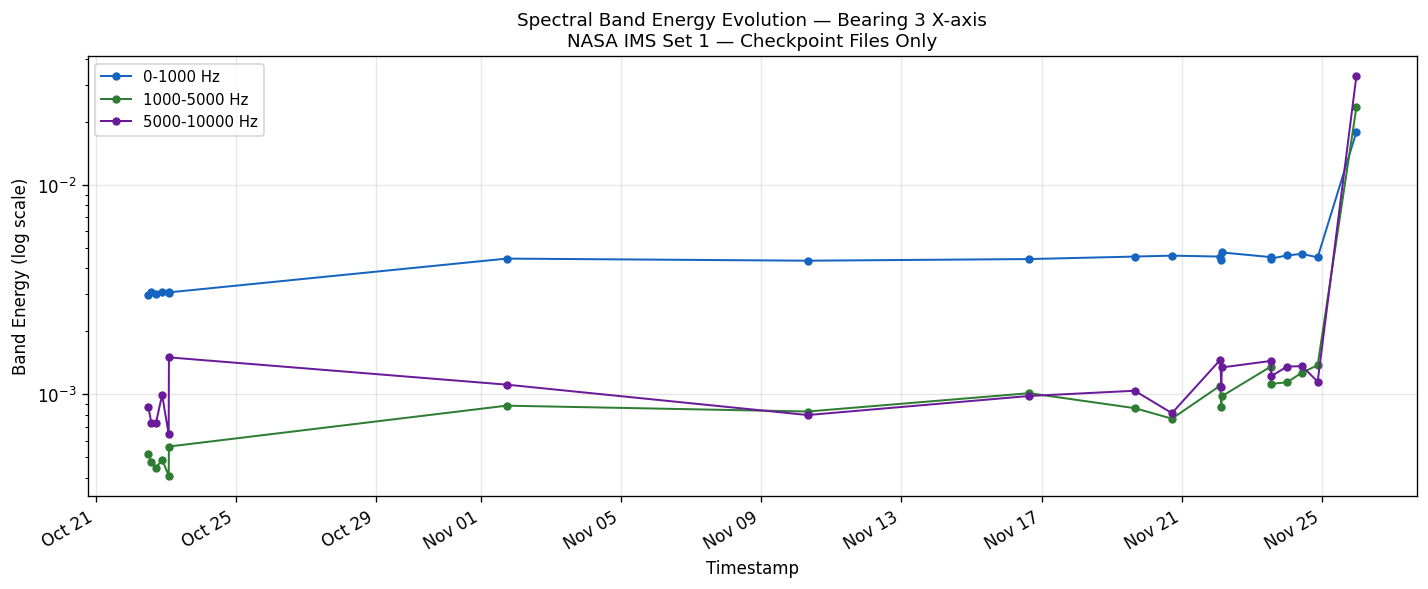 Spectral Band Energy Evolution — Bearing 3 X-axis
NASA IMS Set 1 — Checkpoint Files Only
0-1000 Hz
1000-5000 Hz
5000-10000 Hz
Band Energy (log scale)
10⁻²
10⁻³
Oct 21
Oct 25
Oct 29
Nov 01
Nov 05
Nov 09
Nov 13
Nov 17
Nov 21
Nov 25
Timestamp